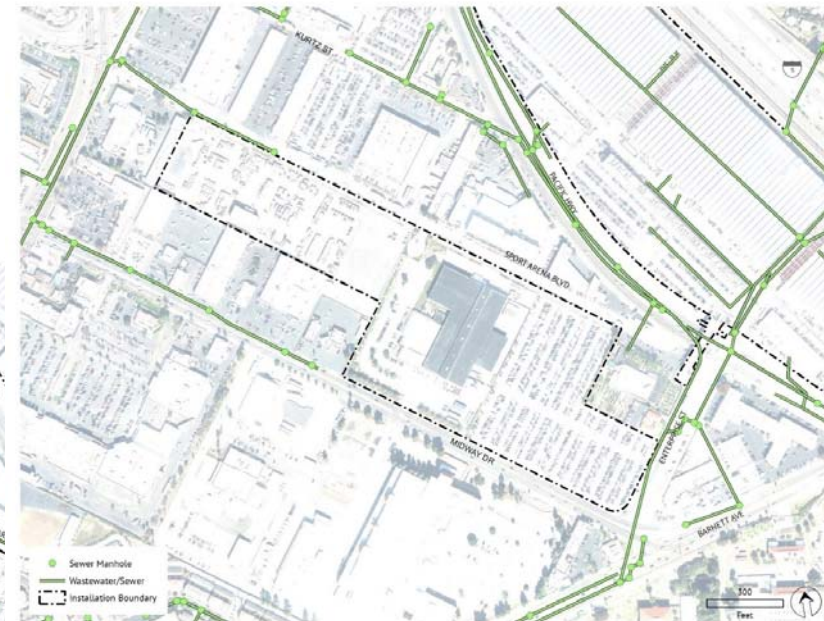 KURTZ ST
PACIFIC HWY
SPORT ARENA BLVD
MIDWAY DR
ENTERPRISE ST
BARNETT AVE
Sewer Manhole
Wastewater/Sewer
Installation Boundary
300
Feet